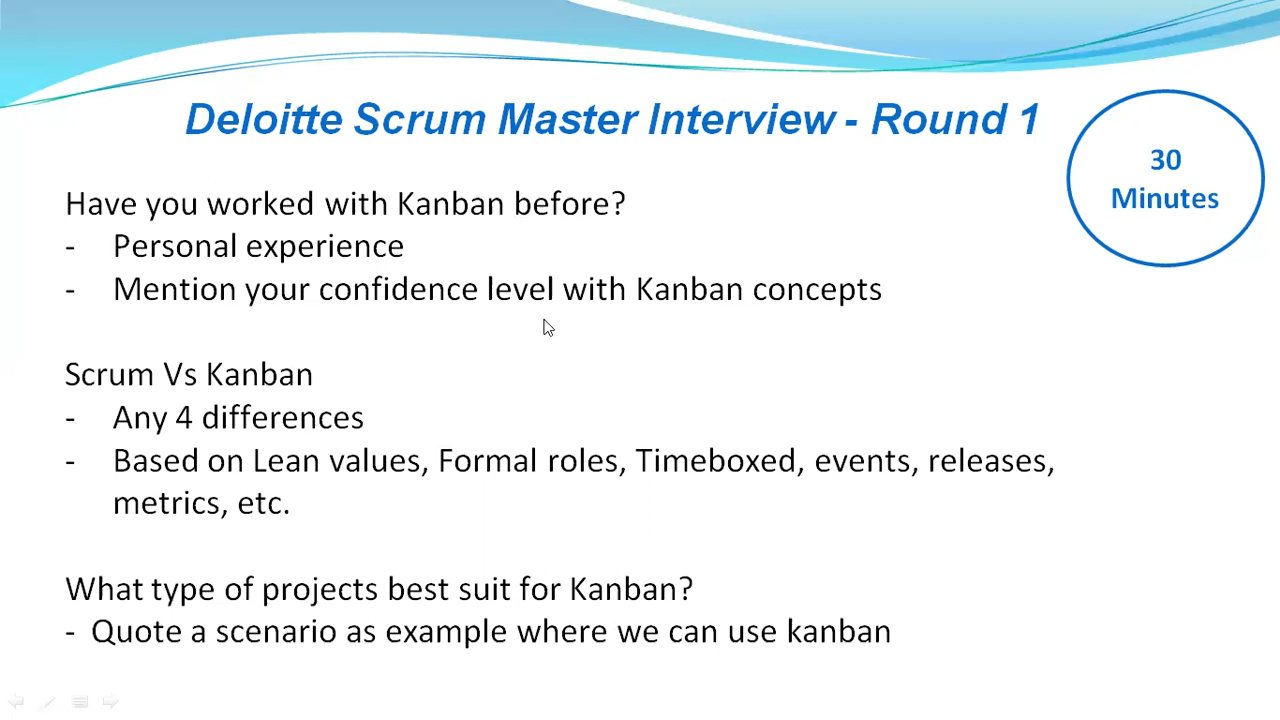 Deloitte Scrum Master Interview - Round 1
30
Minutes
Have you worked with Kanban before?
- Personal experience
- Mention your confidence level with Kanban concepts
Scrum Vs Kanban
- Any 4 differences
- Based on Lean values, Formal roles, Timeboxed, events, releases,
metrics, etc.
What type of projects best suit for Kanban?
- Quote a scenario as example where we can use kanban